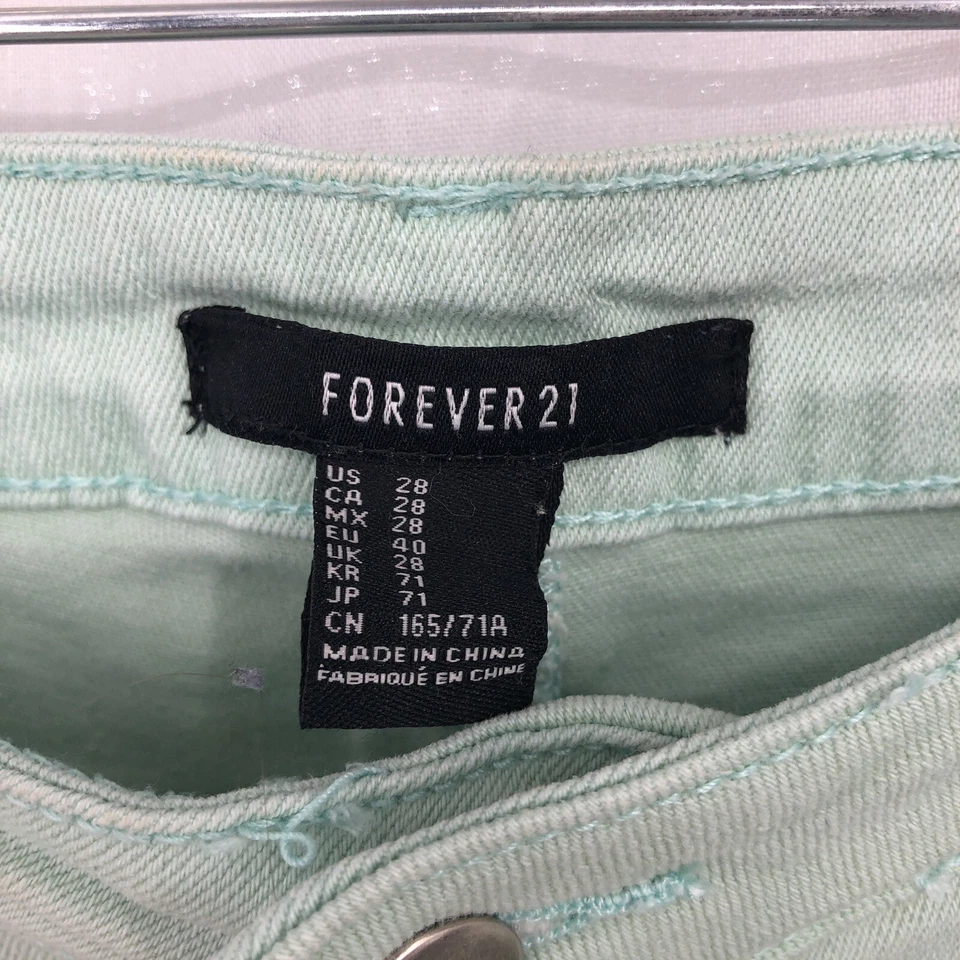 FOREVER 21
US 28
CA 28
MX 28
EU 40
UK 28
KR 71
JP 71
CN 165/71A
MADE IN CHINA
FABRIQUÉ EN CHINE